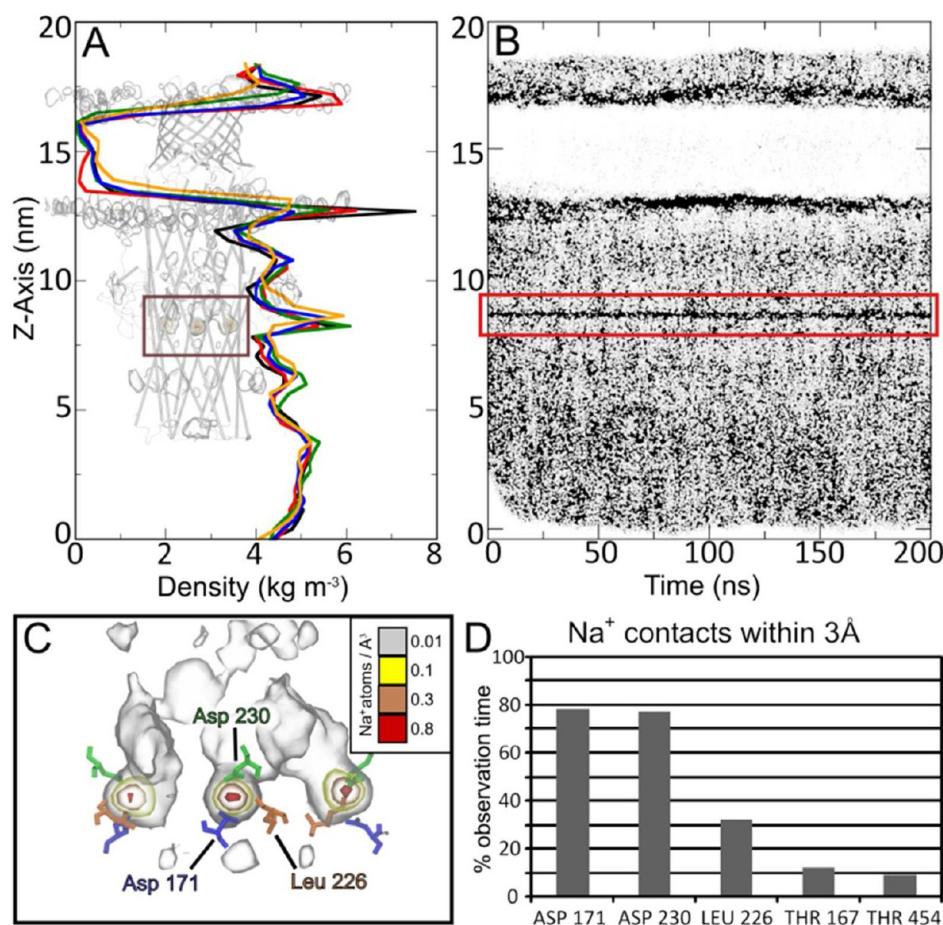 A
20
15
10
5
0
Z-Axis (nm)
0 2 4 6 8
Density (kg m⁻³)
B
20
15
10
5
0
0 50 100 150 200
Time (ns)
C
Na⁺atoms / Å³
0.01
0.1
0.3
0.8
Asp 230
Asp 171
Leu 226
D
Na⁺ contacts within 3Å
% observation time
100
80
60
40
20
10
0
ASP 171 ASP 230 LEU 226 THR 167 THR 454